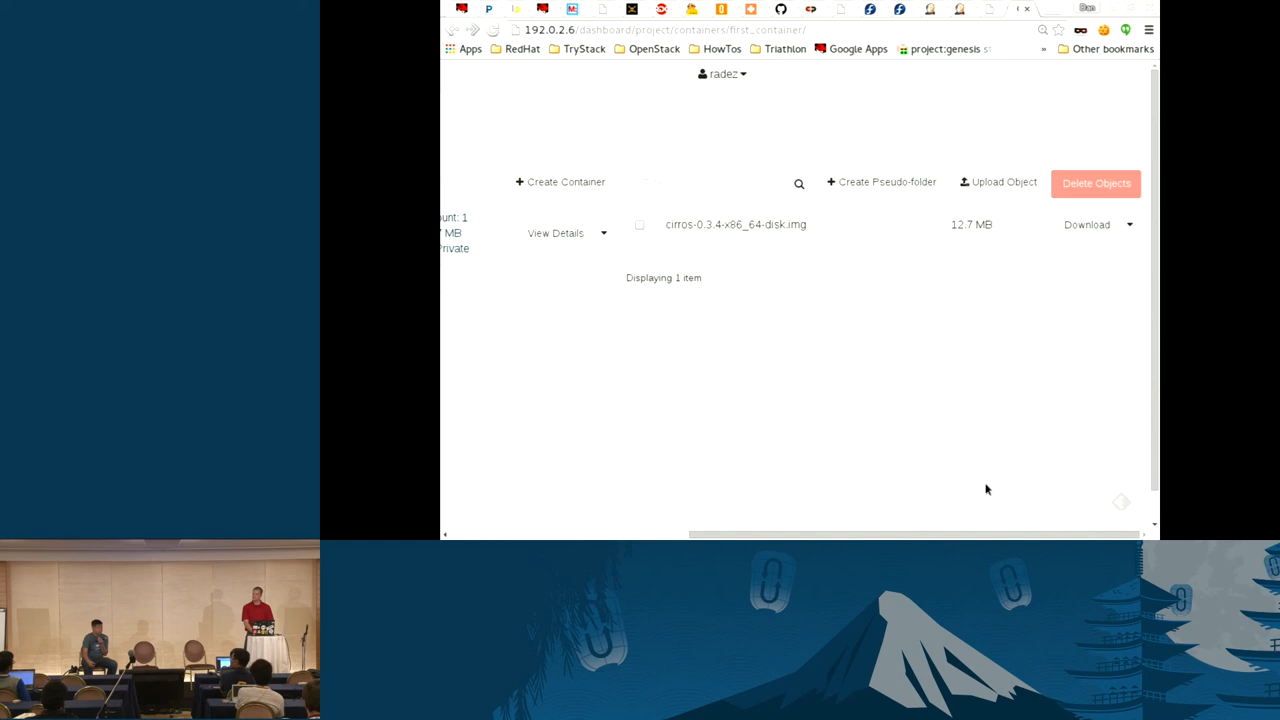 Dan
192.0.2.6/dashboard/project/containers/first_container/
Apps RedHat TryStack OpenStack HowTos Triathlon Google Apps project:genesis » Other bookmarks
radez
Create Container
Create Pseudo-folder
Upload Object
Delete Objects
unt: 1
MB
Private
View Details
cirros-0.3.4-x86_64-disk.img
12.7 MB
Download
Displaying 1 item